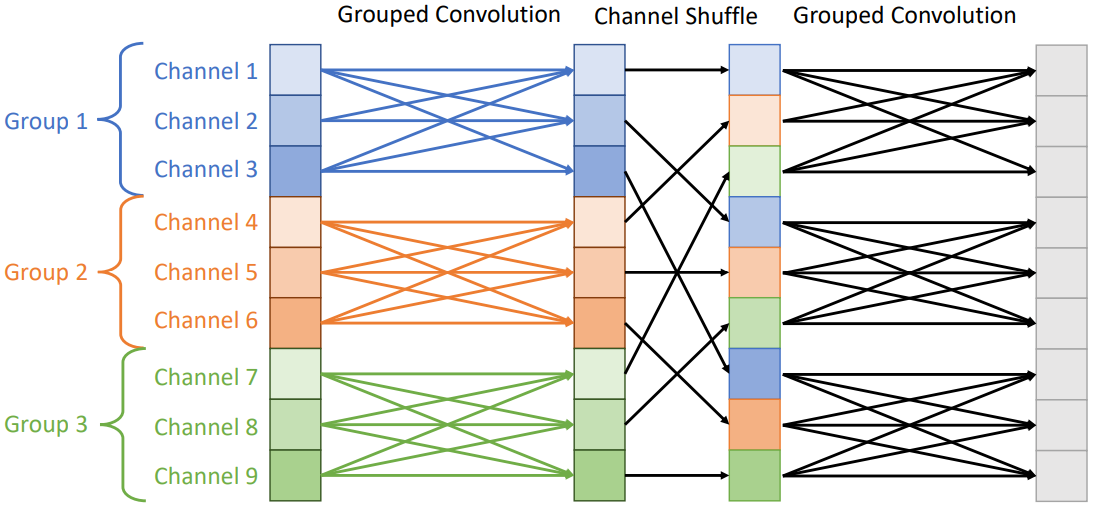 Grouped Convolution
Channel Shuffle
Grouped Convolution
Group 1
Channel 1
Channel 2
Channel 3
Group 2
Channel 4
Channel 5
Channel 6
Group 3
Channel 7
Channel 8
Channel 9